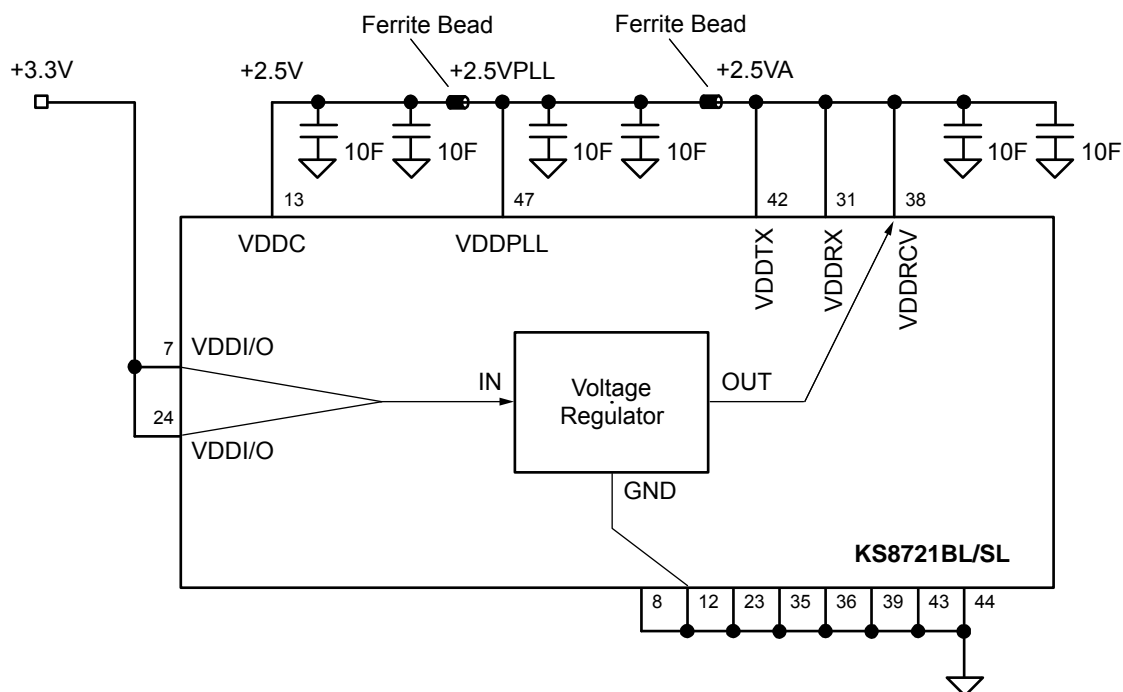 Ferrite Bead
Ferrite Bead
+3.3V
+2.5V
+2.5VPLL
+2.5VA
10F
10F
10F
10F
10F
10F
13
47
42
31
38
VDDC
VDDPLL
VDDTX
VDDRX
VDDRCV
7
VDDI/O
24
VDDI/O
IN
Voltage
Regulator
OUT
GND
KS8721BL/SL
8
12
23
35
36
39
43
44